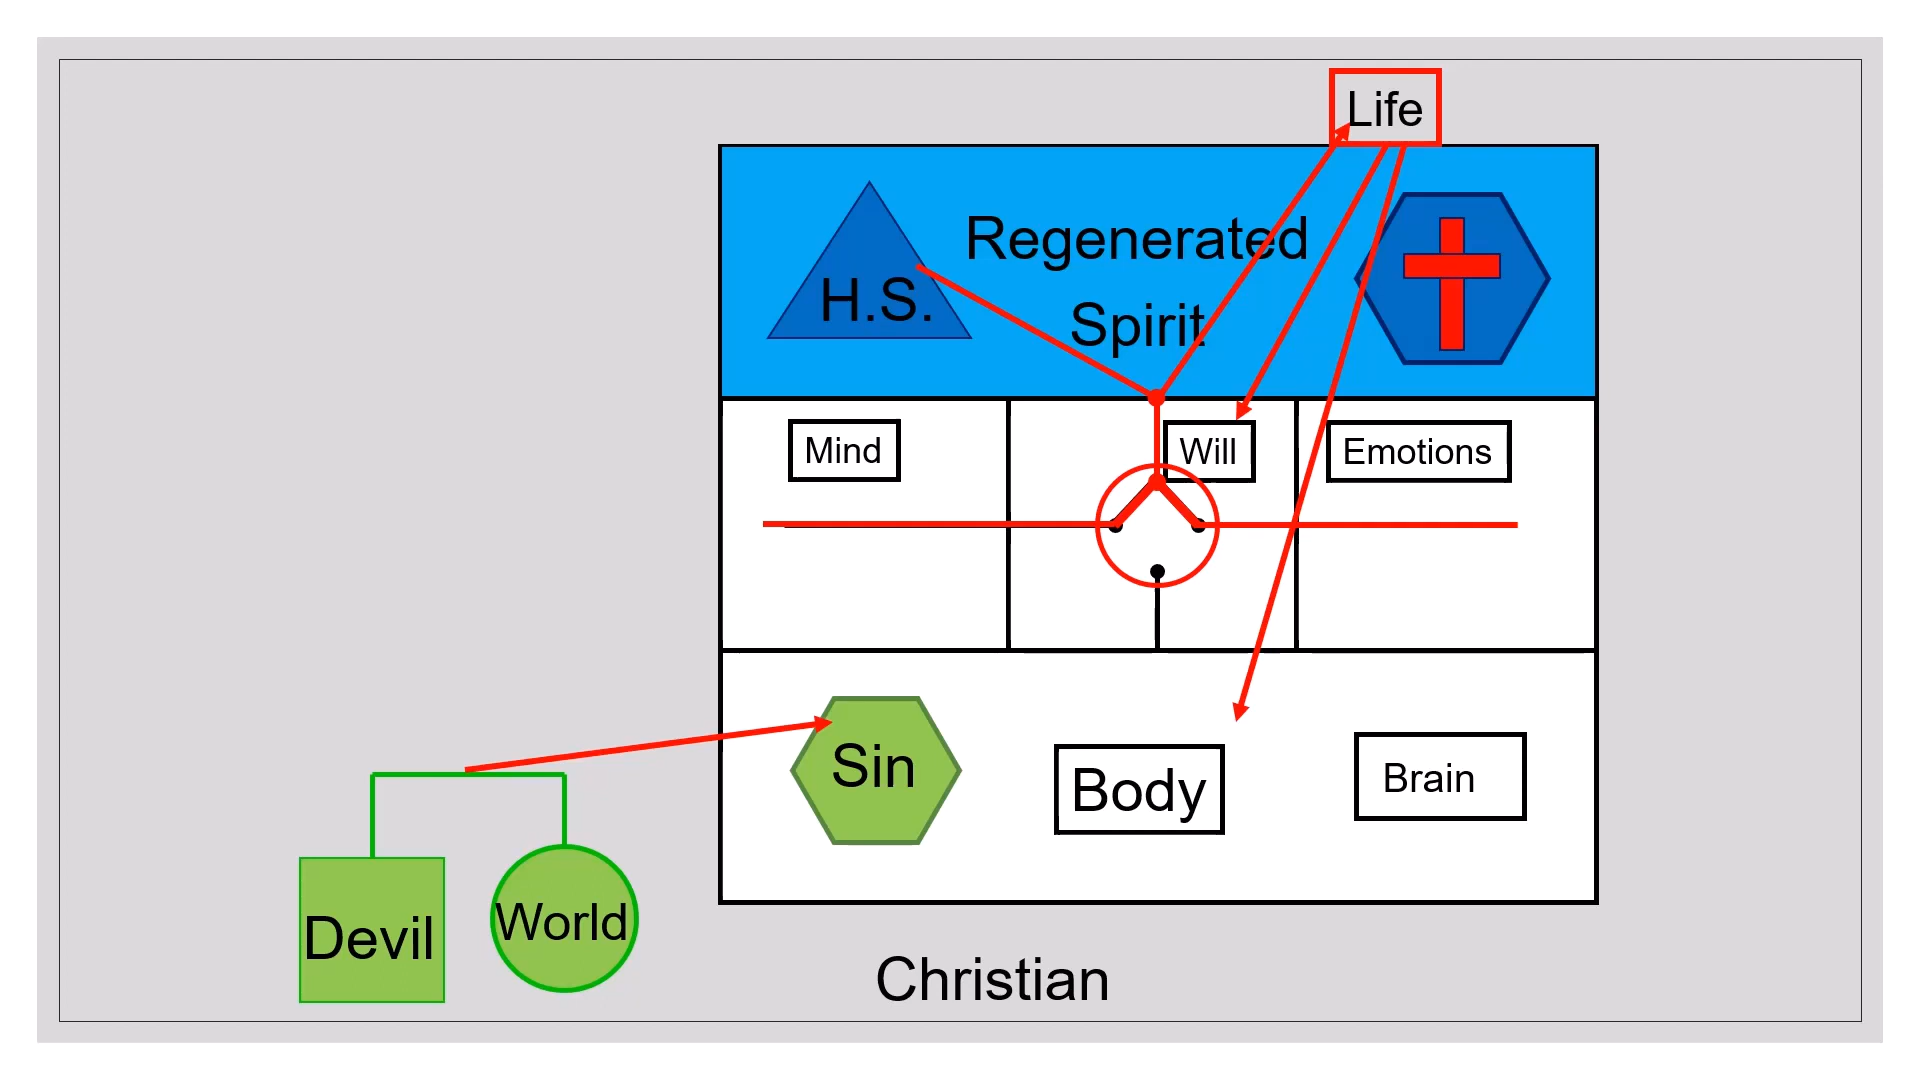 Life
Regenerated
Spirit
H.S.
Mind
Will
Emotions
Sin
Body
Brain
Devil
World
Christian